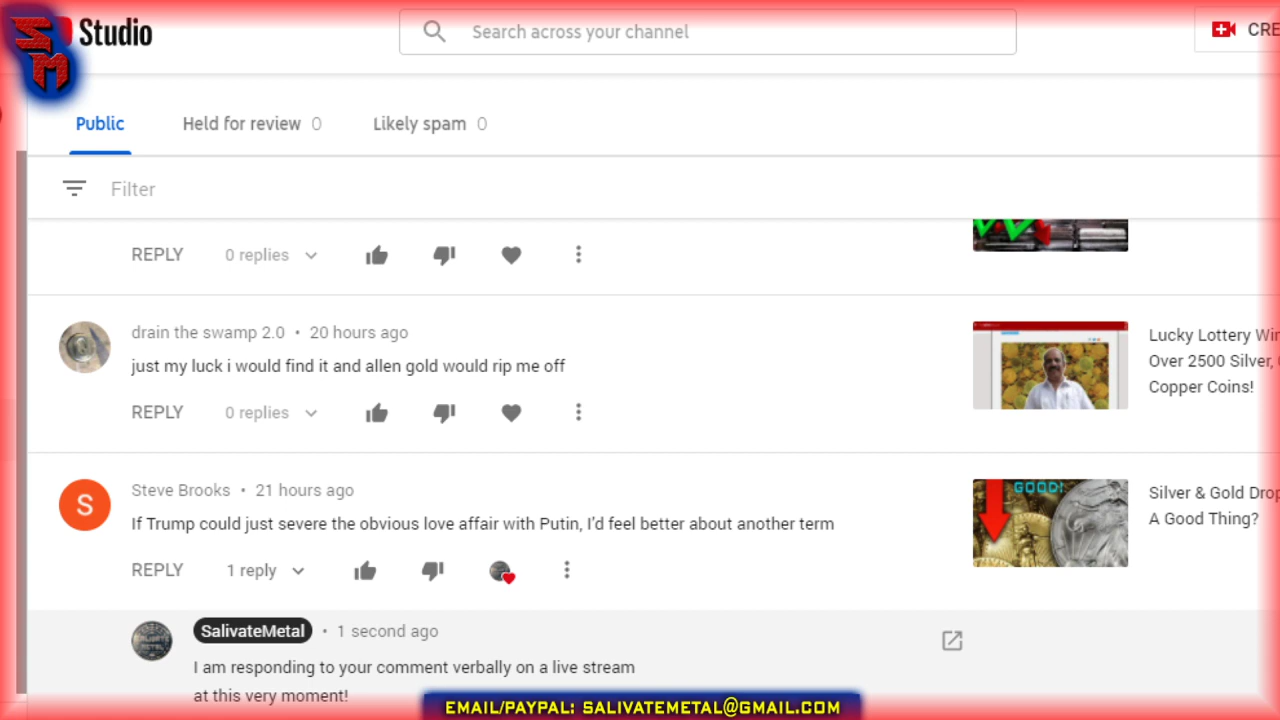 SM
Studio
Search across your channel
CRE
Public
Held for review 0
Likely spam 0
Filter
REPLY
0 replies
drain the swamp 2.0 • 20 hours ago
just my luck i would find it and allen gold would rip me off
REPLY
0 replies
Lucky Lottery Win
Over 2500 Silver,
Copper Coins!
S
Steve Brooks • 21 hours ago
If Trump could just severe the obvious love affair with Putin, I'd feel better about another term
REPLY
1 reply
GOOD!
Silver & Gold Drop
A Good Thing?
SalivateMetal • 1 second ago
I am responding to your comment verbally on a live stream
at this very moment!
EMAIL/PAYPAL: SALIVATEMETAL@GMAIL.COM